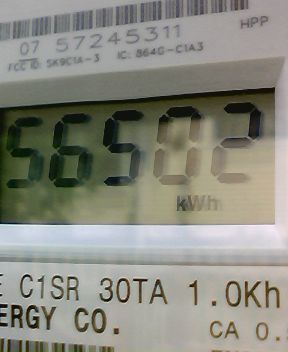 07 57245311
HPP
FCC ID: SK9C1A-3 IC: 864G-C1A3
56502
kWh
E C1SR 30TA 1.0Kh
ERGY CO.
CA 0.